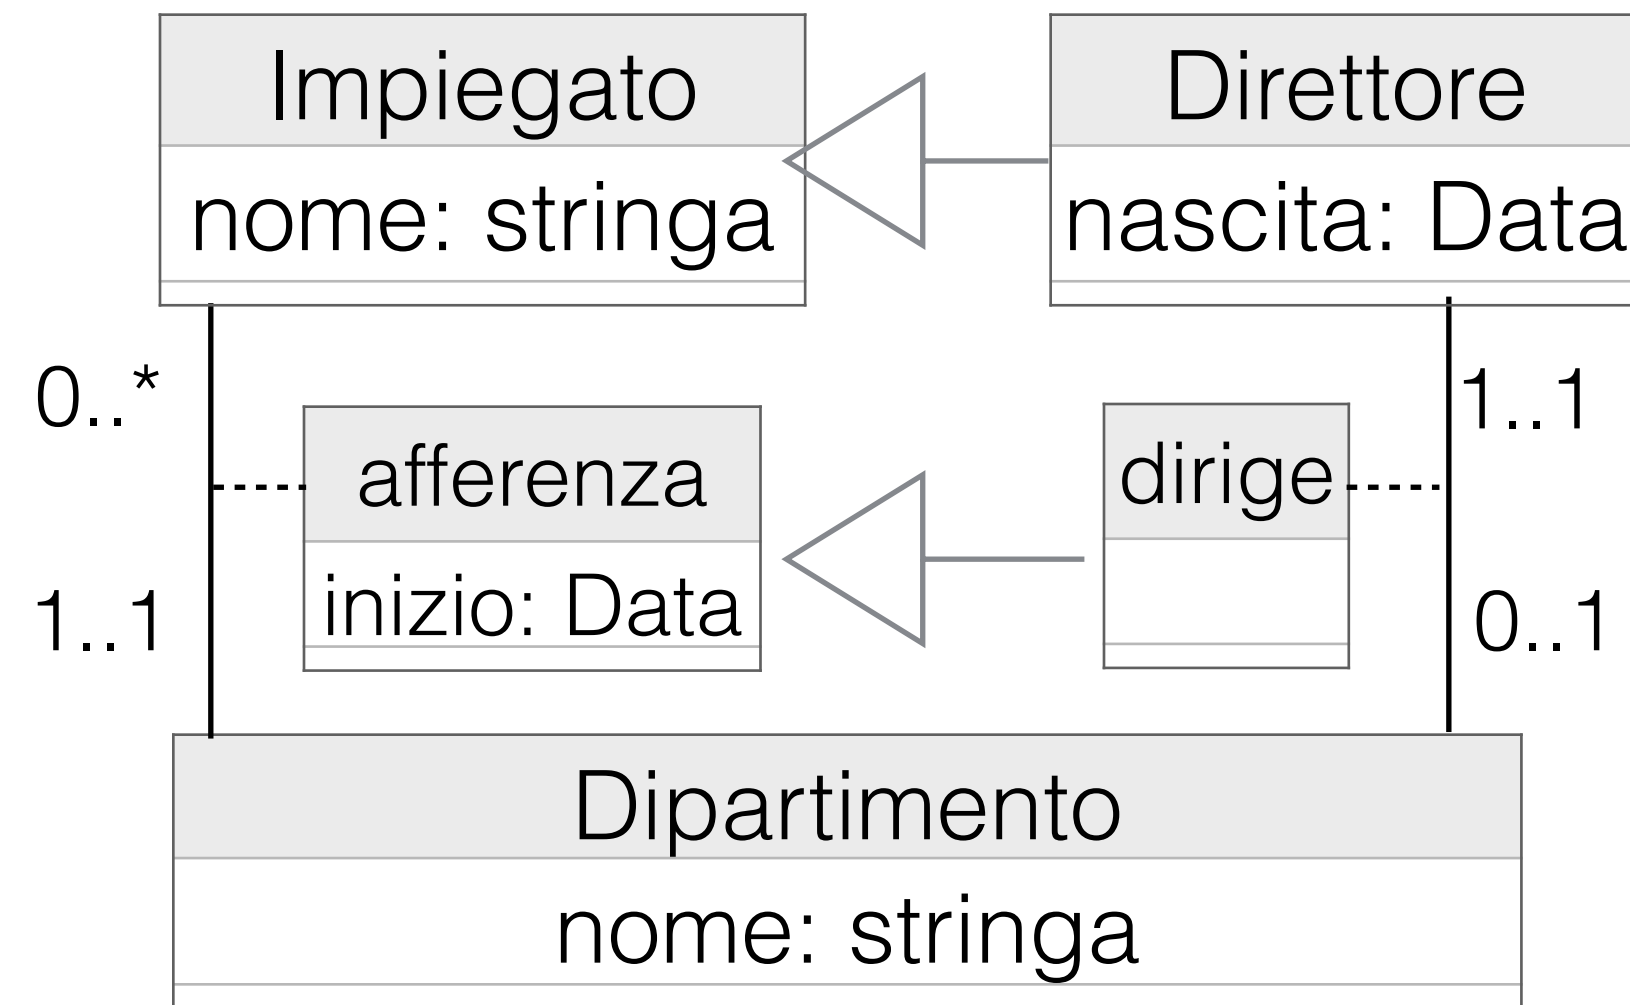 Impiegato
Direttore
nome: stringa
nascita: Data
0..*
1..1
afferenza
dirige
inizio: Data
1..1
0..1
Dipartimento
nome: stringa